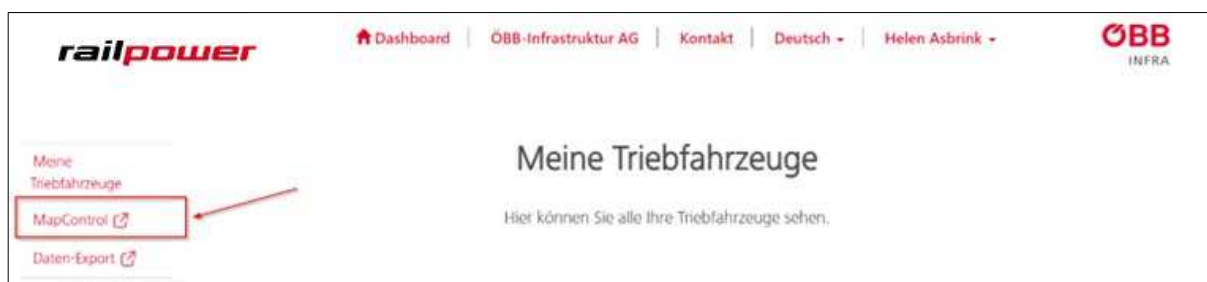 railpower
Dashboard | ÖBB-Infrastruktur AG | Kontakt | Deutsch | Helen Asbrink
ÖBB
INFRA
Meine
Triebfahrzeuge
MapControl
Daten-Export
Meine Triebfahrzeuge
Hier können Sie alle Ihre Triebfahrzeuge sehen.